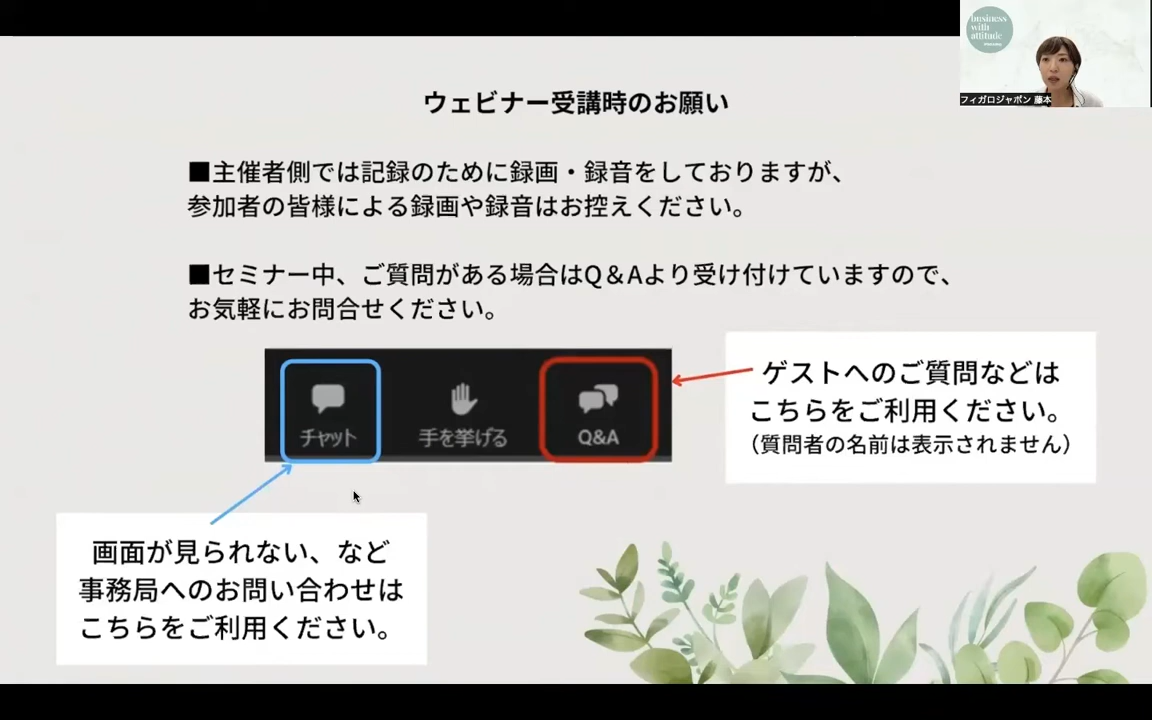 business
with
attitude
フィガロジャポン 藤本
ウェビナー受講時のお願い
■主催者側では記録のために録画・録音をしておりますが、
参加者の皆様による録画や録音はお控えください。
■セミナー中、ご質問がある場合はQ＆Aより受け付けていますので、
お気軽にお問合せください。
チャット
手を挙げる
Q&A
ゲストへのご質問などは
こちらをご利用ください。
（質問者の名前は表示されません）
画面が見られない、など
事務局へのお問い合わせは
こちらをご利用ください。